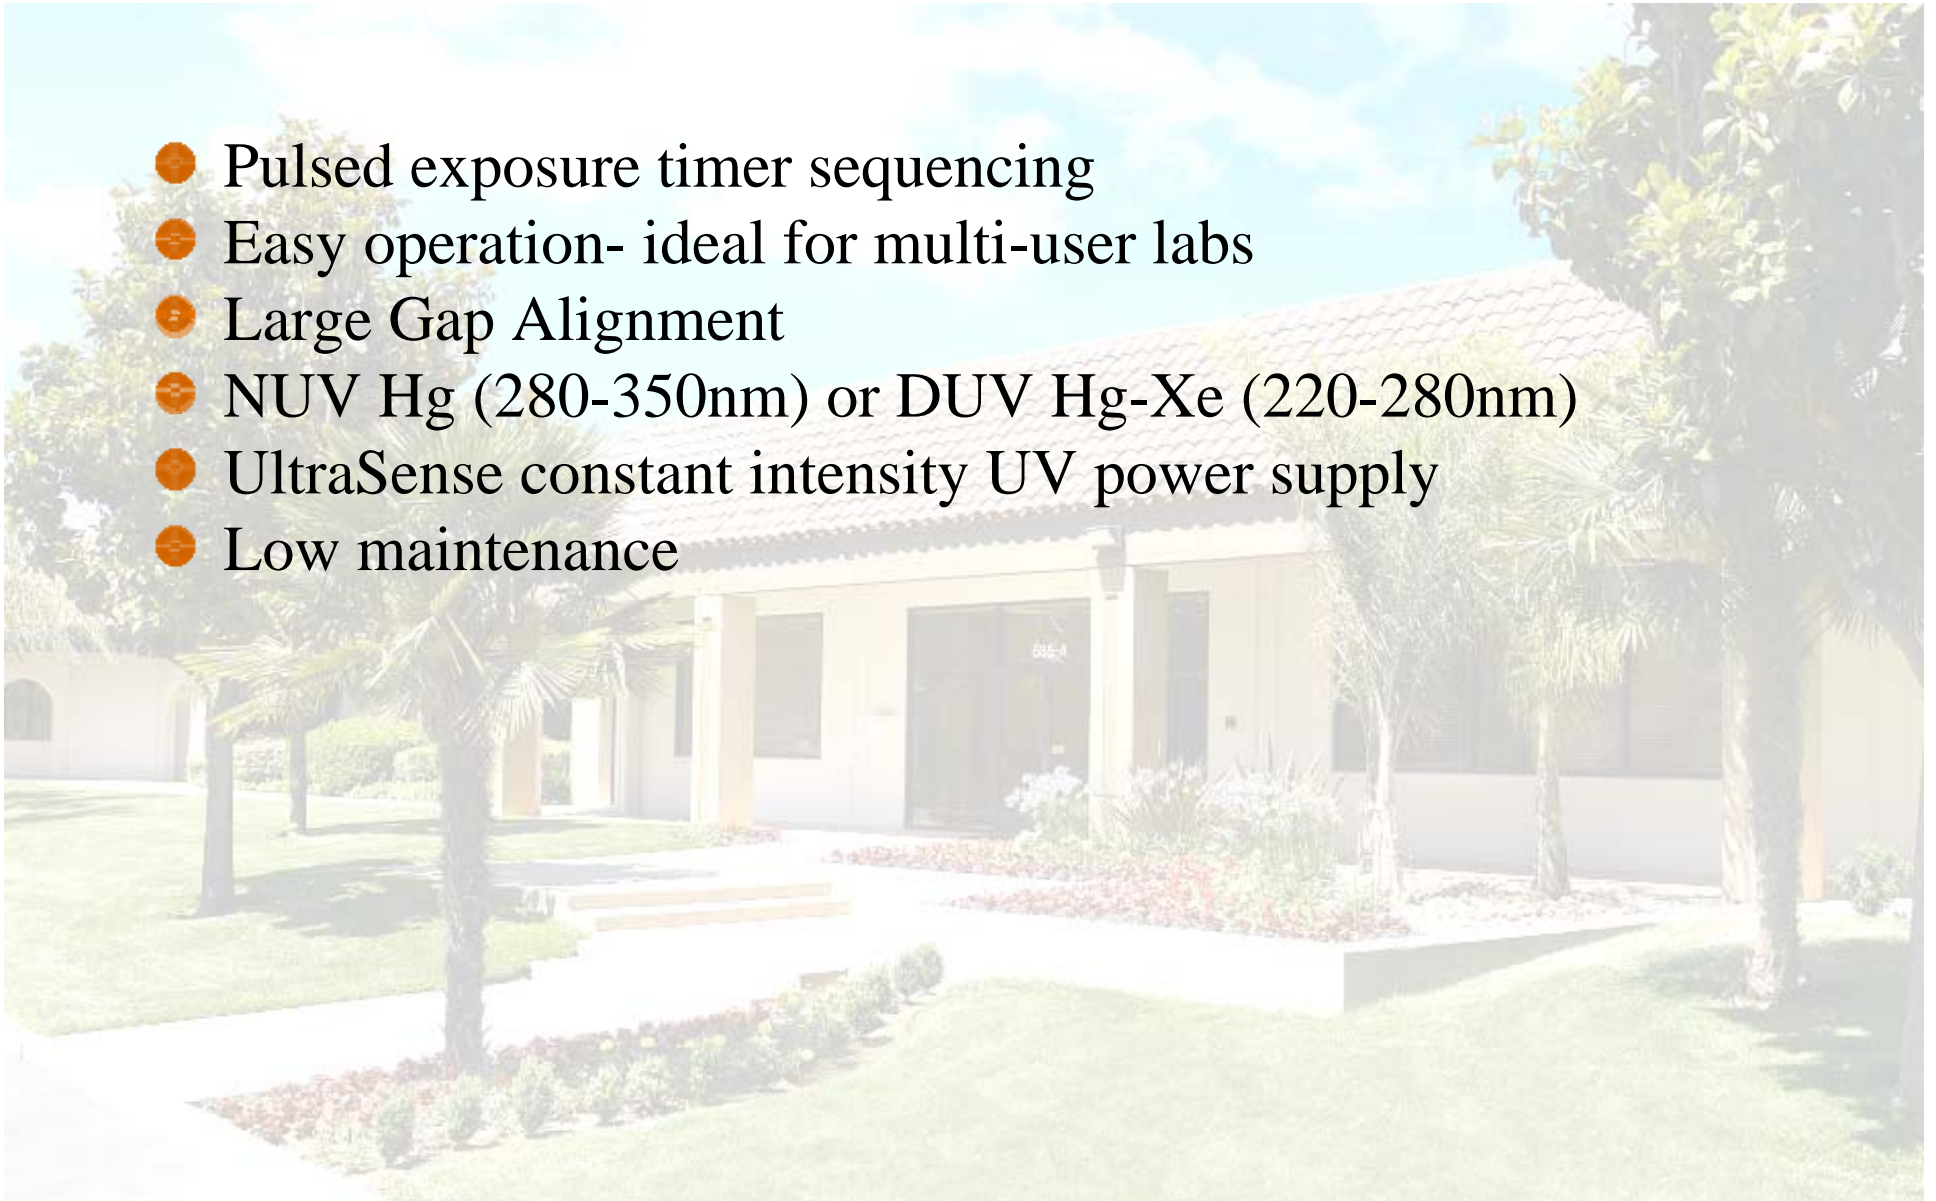 Pulsed exposure timer sequencing
Easy operation- ideal for multi-user labs
Large Gap Alignment
NUV Hg (280-350nm) or DUV Hg-Xe (220-280nm)
UltraSense constant intensity UV power supply
Low maintenance